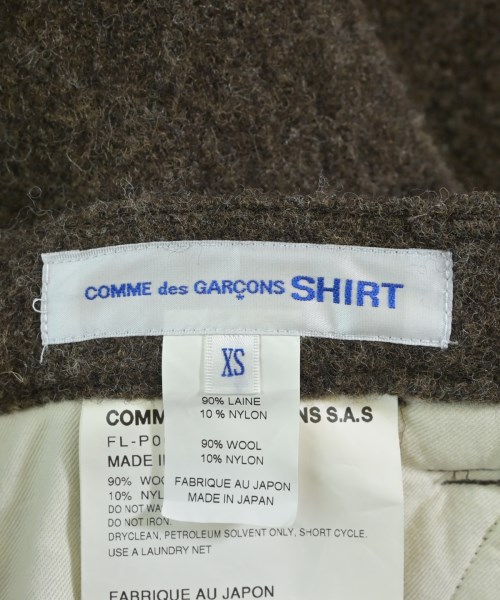 COMME des GARÇONS SHIRT
XS
90% LAINE
10% NYLON
90% WOOL
10% NYLON
FABRIQUE AU JAPON
MADE IN JAPAN
COMM NS S.A.S
FL-P0
MADE I
90% WOO
10% NYL
DO NOT WA
DO NOT IRON.
DRYCLEAN, PETROLEUM SOLVENT ONLY, SHORT CYCLE.
USE A LAUNDRY NET
FABRIQUE AU JAPON